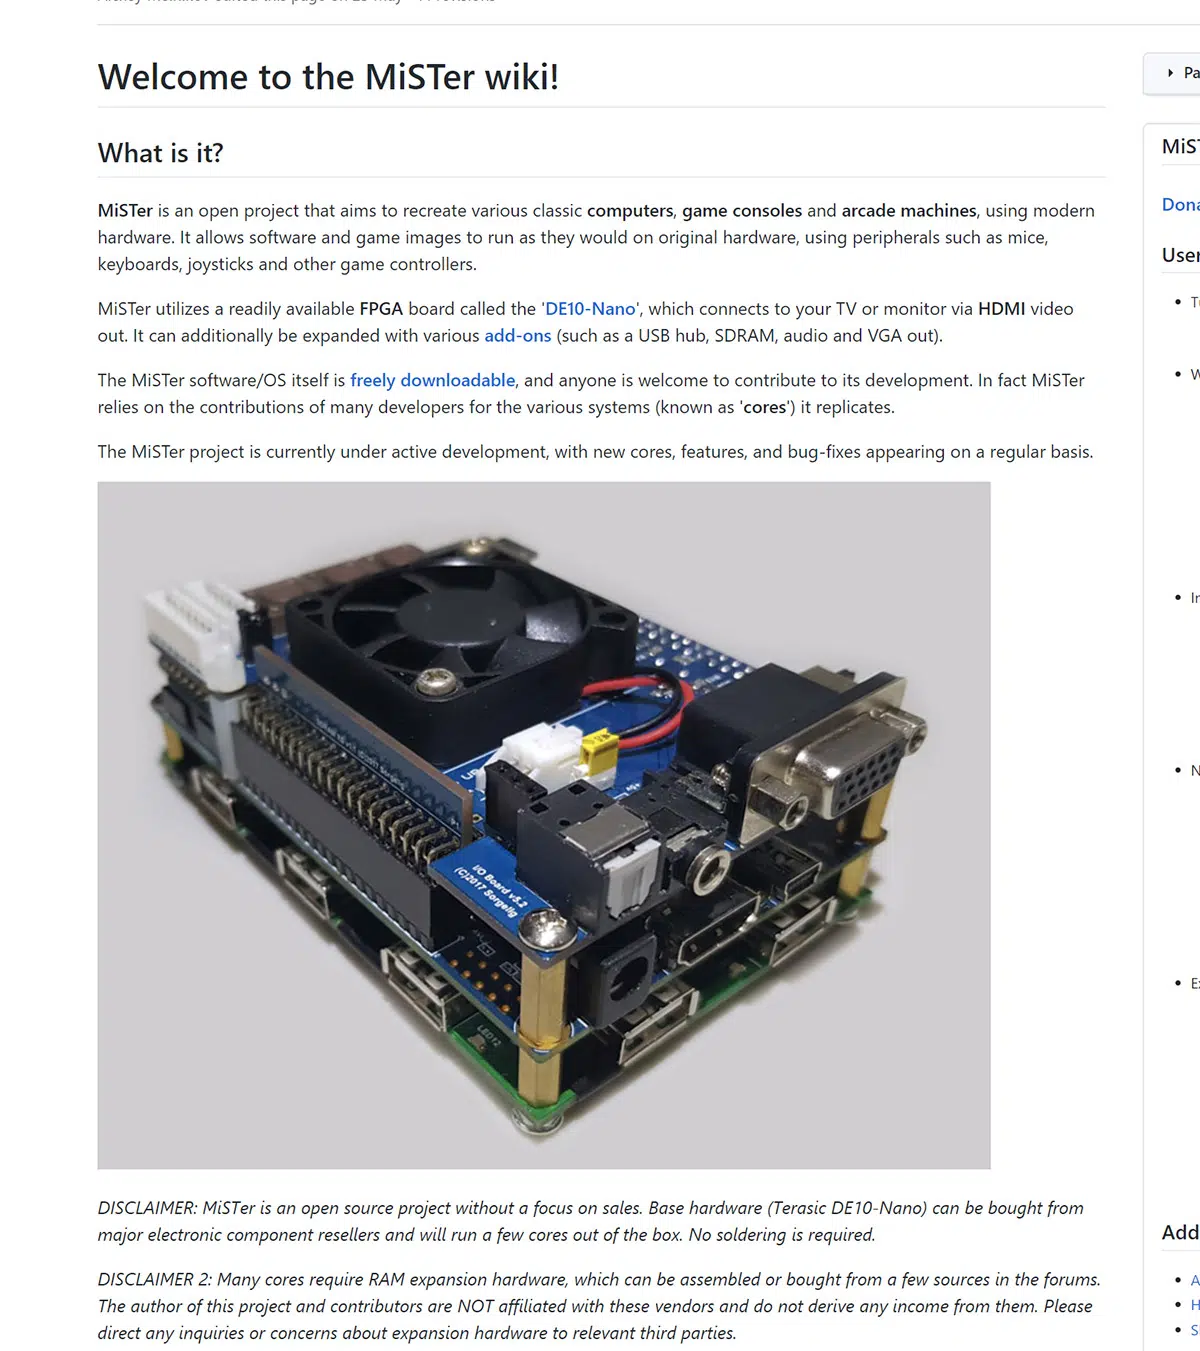 Welcome to the MiSTer wiki!
What is it?
MiSTer is an open project that aims to recreate various classic computers, game consoles and arcade machines, using modern
hardware. It allows software and game images to run as they would on original hardware, using peripherals such as mice,
keyboards, joysticks and other game controllers.
MiSTer utilizes a readily available FPGA board called the 'DE10-Nano', which connects to your TV or monitor via HDMI video
out. It can additionally be expanded with various add-ons (such as a USB hub, SDRAM, audio and VGA out).
The MiSTer software/OS itself is freely downloadable, and anyone is welcome to contribute to its development. In fact MiSTer
relies on the contributions of many developers for the various systems (known as 'cores') it replicates.
The MiSTer project is currently under active development, with new cores, features, and bug-fixes appearing on a regular basis.
I/O Board v5.2
(C)2017 Sorgelig
LED12
DISCLAIMER: MiSTer is an open source project without a focus on sales. Base hardware (Terasic DE10-Nano) can be bought from
major electronic component resellers and will run a few cores out of the box. No soldering is required.
DISCLAIMER 2: Many cores require RAM expansion hardware, which can be assembled or bought from a few sources in the forums.
The author of this project and contributors are NOT affiliated with these vendors and do not derive any income from them. Please
direct any inquiries or concerns about expansion hardware to relevant third parties.
Pa
MiST
Dona
User
Add